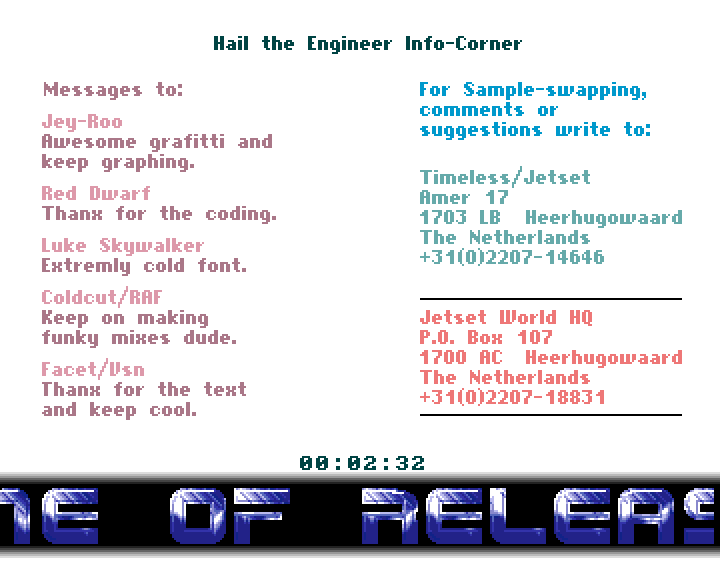 Hail the Engineer Info-Corner
Messages to:
Jey-Roo
Awesome grafitti and
keep graphing.
Red Dwarf
Thanx for the coding.
Luke Skywalker
Extremly cold font.
Coldcut/RAF
Keep on making
funky mixes dude.
Facet/Vsn
Thanx for the text
and keep cool.
For Sample-swapping,
comments or
suggestions write to:
Timeless/Jetset
Amer 17
1703 LB  Heerhugowaard
The Netherlands
+31(0)2207-14646
Jetset World HQ
P.O. Box 107
1700 AC  Heerhugowaard
The Netherlands
+31(0)2207-18831
00:02:32
ME OF RELEAS